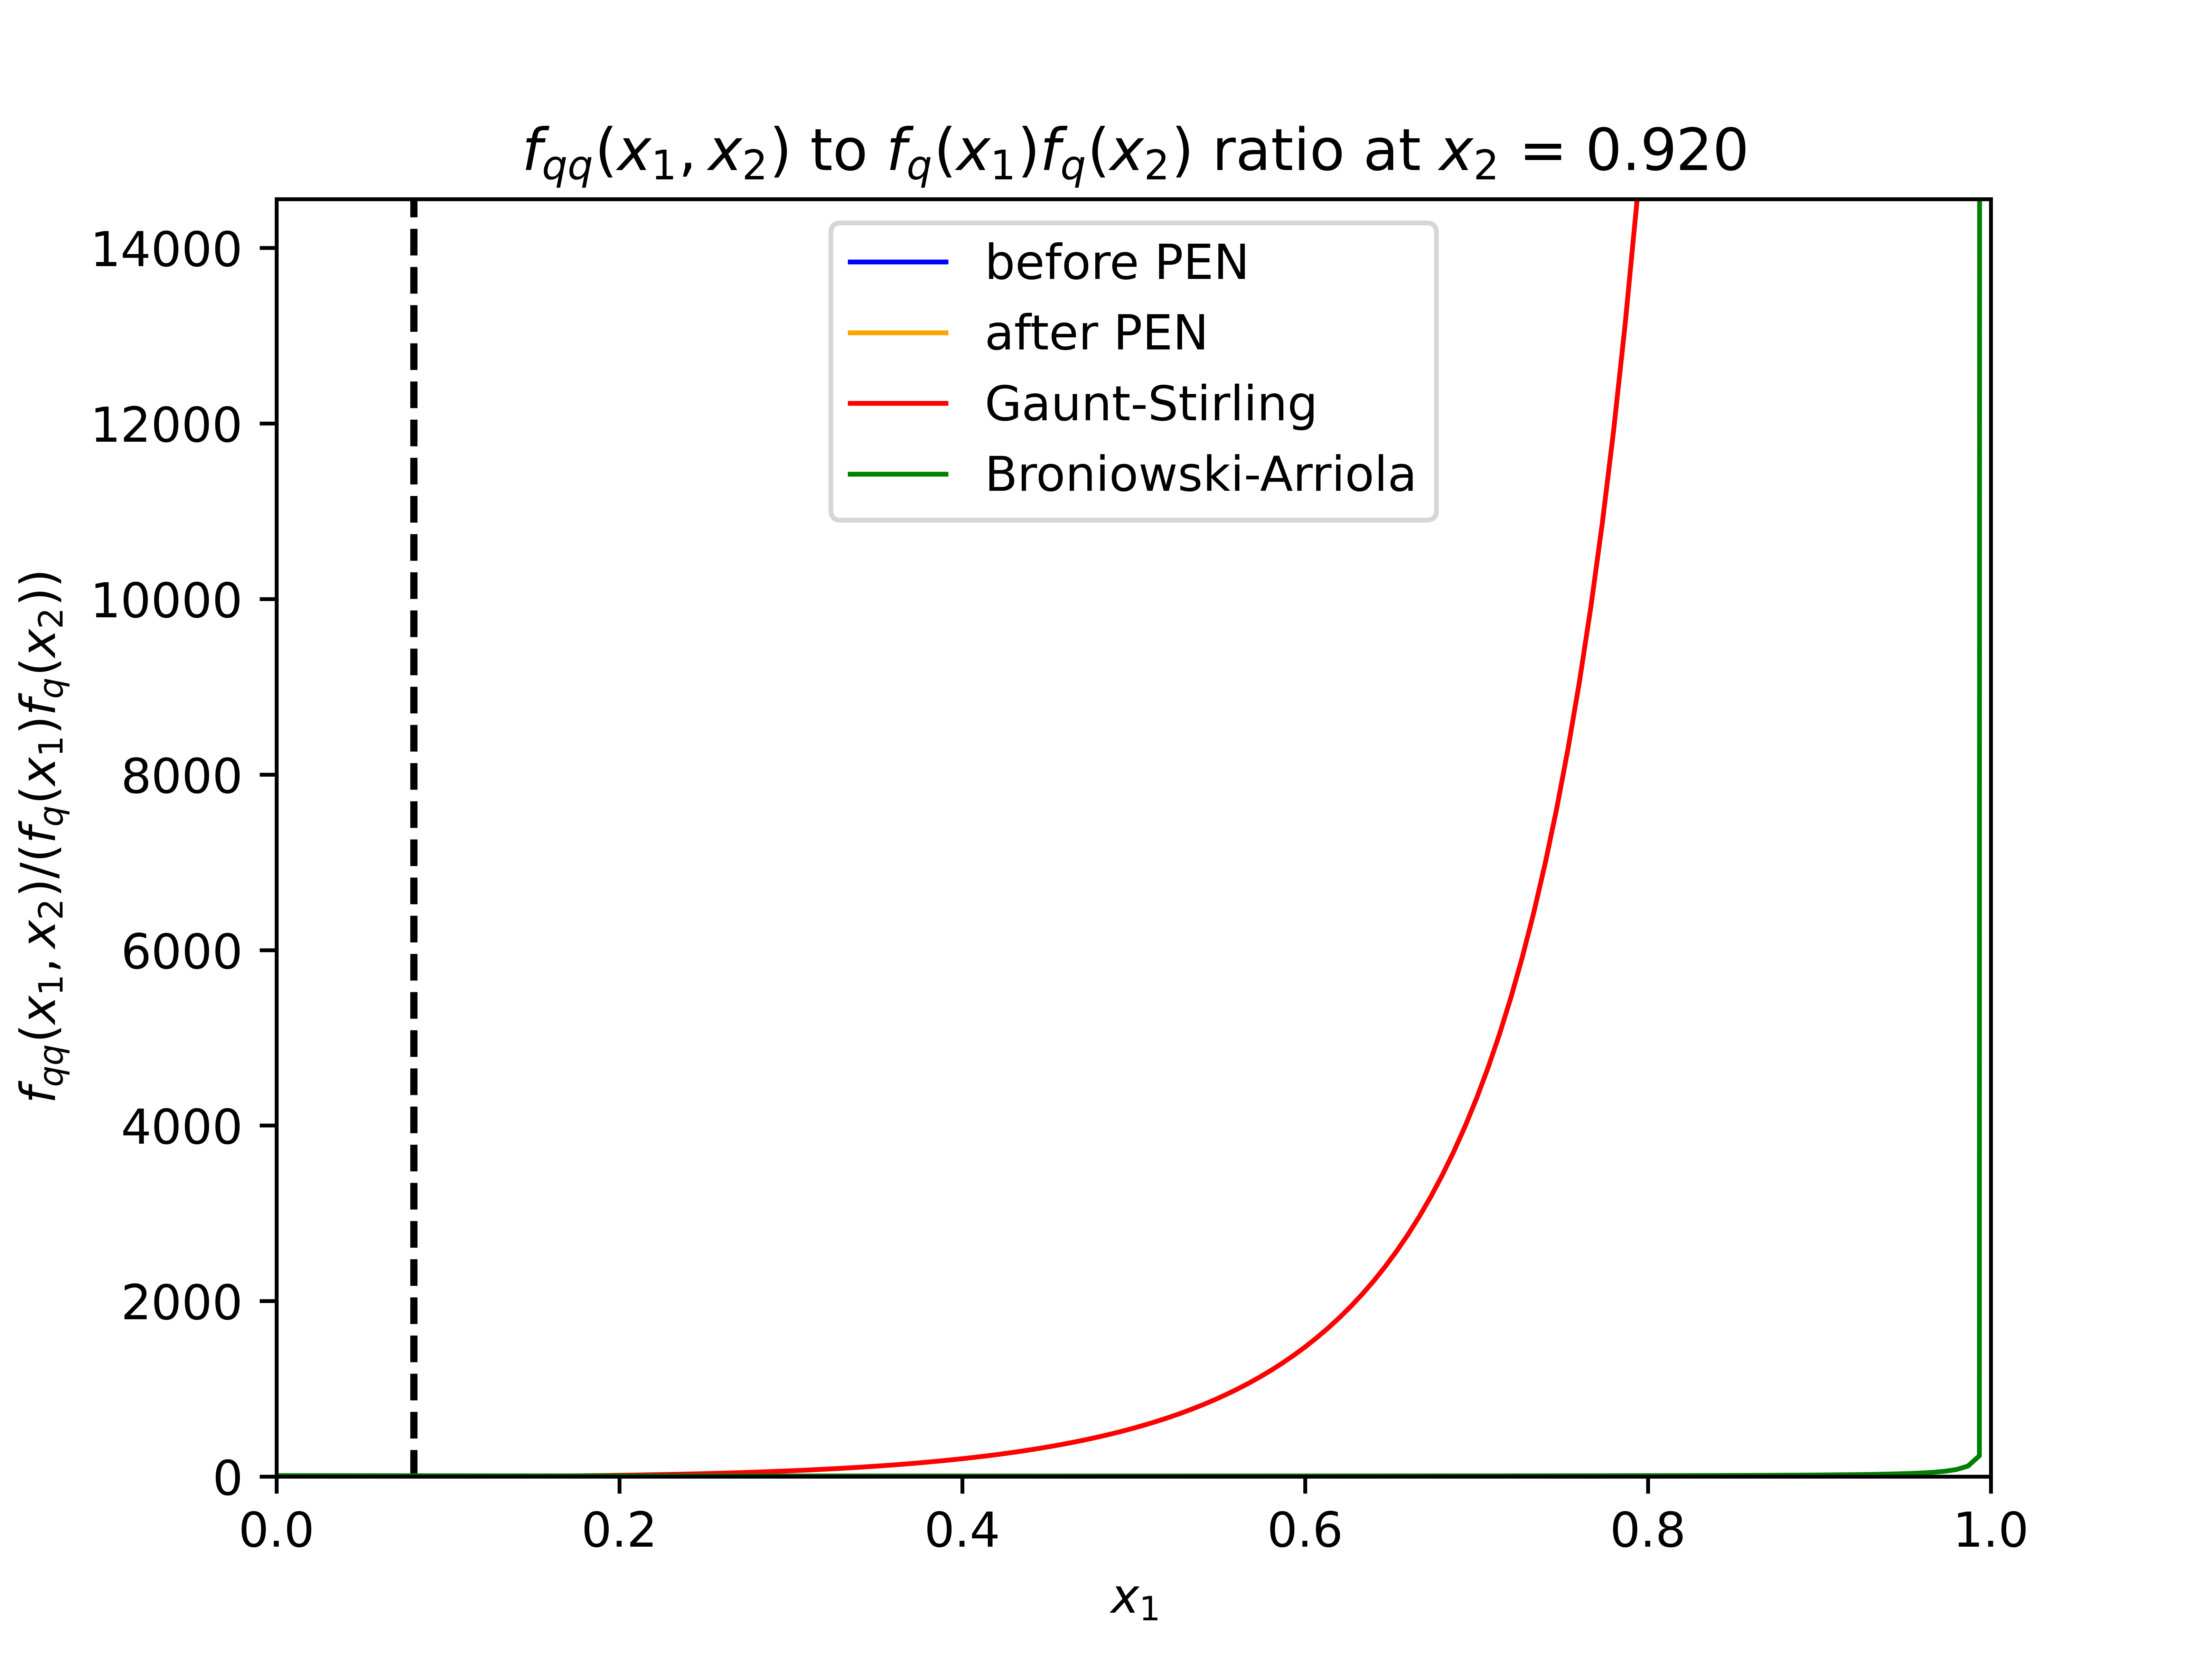 f_qq(x_1, x_2) to f_q(x_1)f_q(x_2) ratio at x_2 = 0.920
before PEN
after PEN
Gaunt-Stirling
Broniowski-Arriola
f_qq(x_1, x_2)/(f_q(x_1)f_q(x_2))
14000
12000
10000
8000
6000
4000
2000
0
0.0 0.2 0.4 0.6 0.8 1.0
x_1